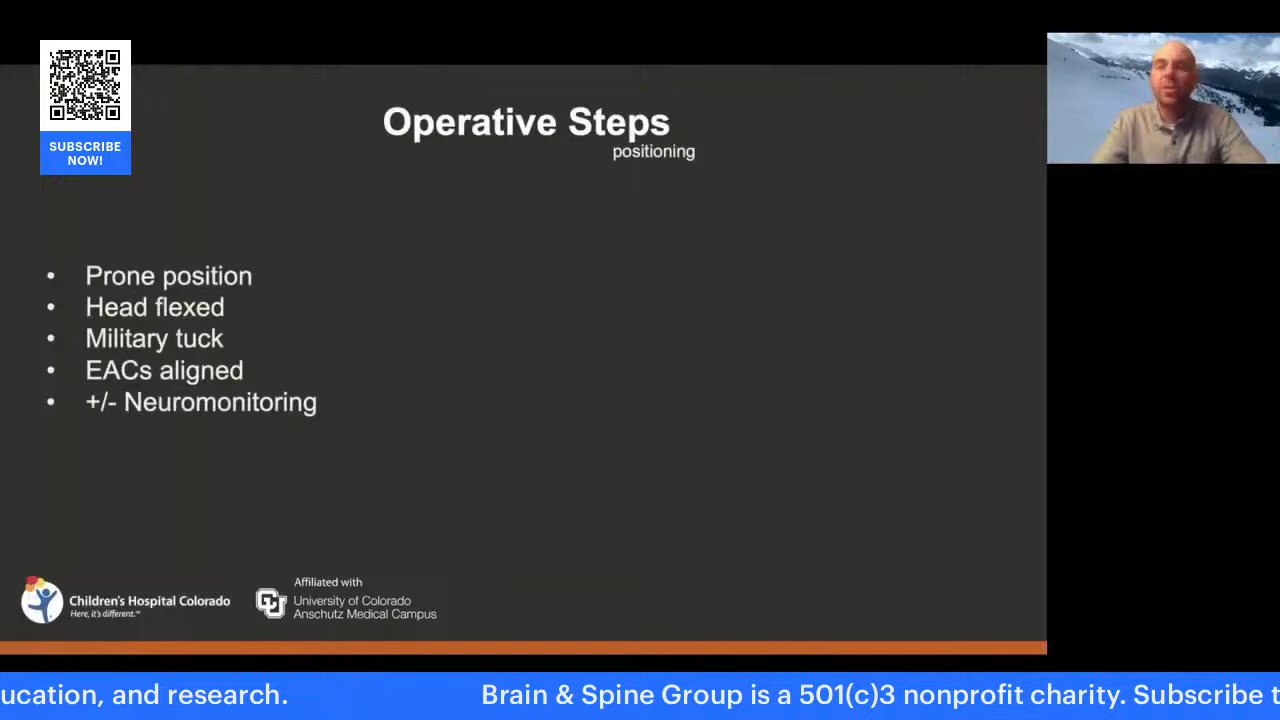 SUBSCRIBE
NOW!
Operative Steps
positioning
• Prone position
• Head flexed
• Military tuck
• EACs aligned
• +/- Neuromonitoring
Children's Hospital Colorado
Here, it's different.™
Affiliated with
University of Colorado
Anschutz Medical Campus
ucation, and research. Brain & Spine Group is a 501(c)3 nonprofit charity. Subscribe t